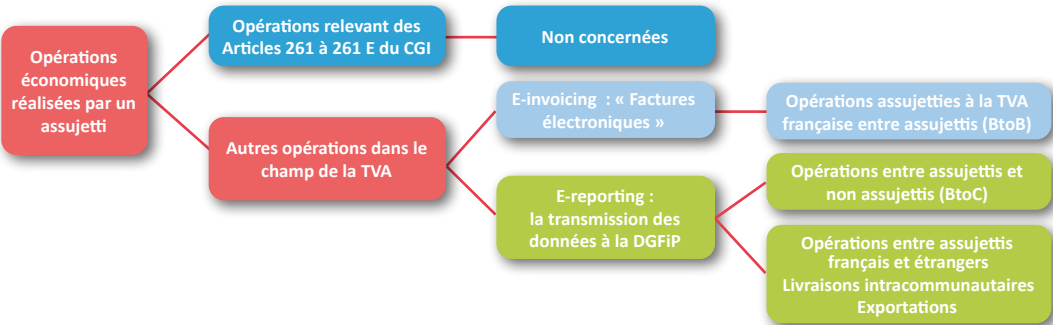 Opérations
économiques
réalisées par un
assujetti
Opérations relevant des
Articles 261 à 261 E du CGI
Non concernées
Autres opérations dans le
champ de la TVA
E-invoicing : « Factures
électroniques »
Opérations assujetties à la TVA
française entre assujettis (BtoB)
E-reporting :
la transmission des
données à la DGFiP
Opérations entre assujettis et
non assujettis (BtoC)
Opérations entre assujettis
français et étrangers
Livraisons intracommunautaires
Exportations